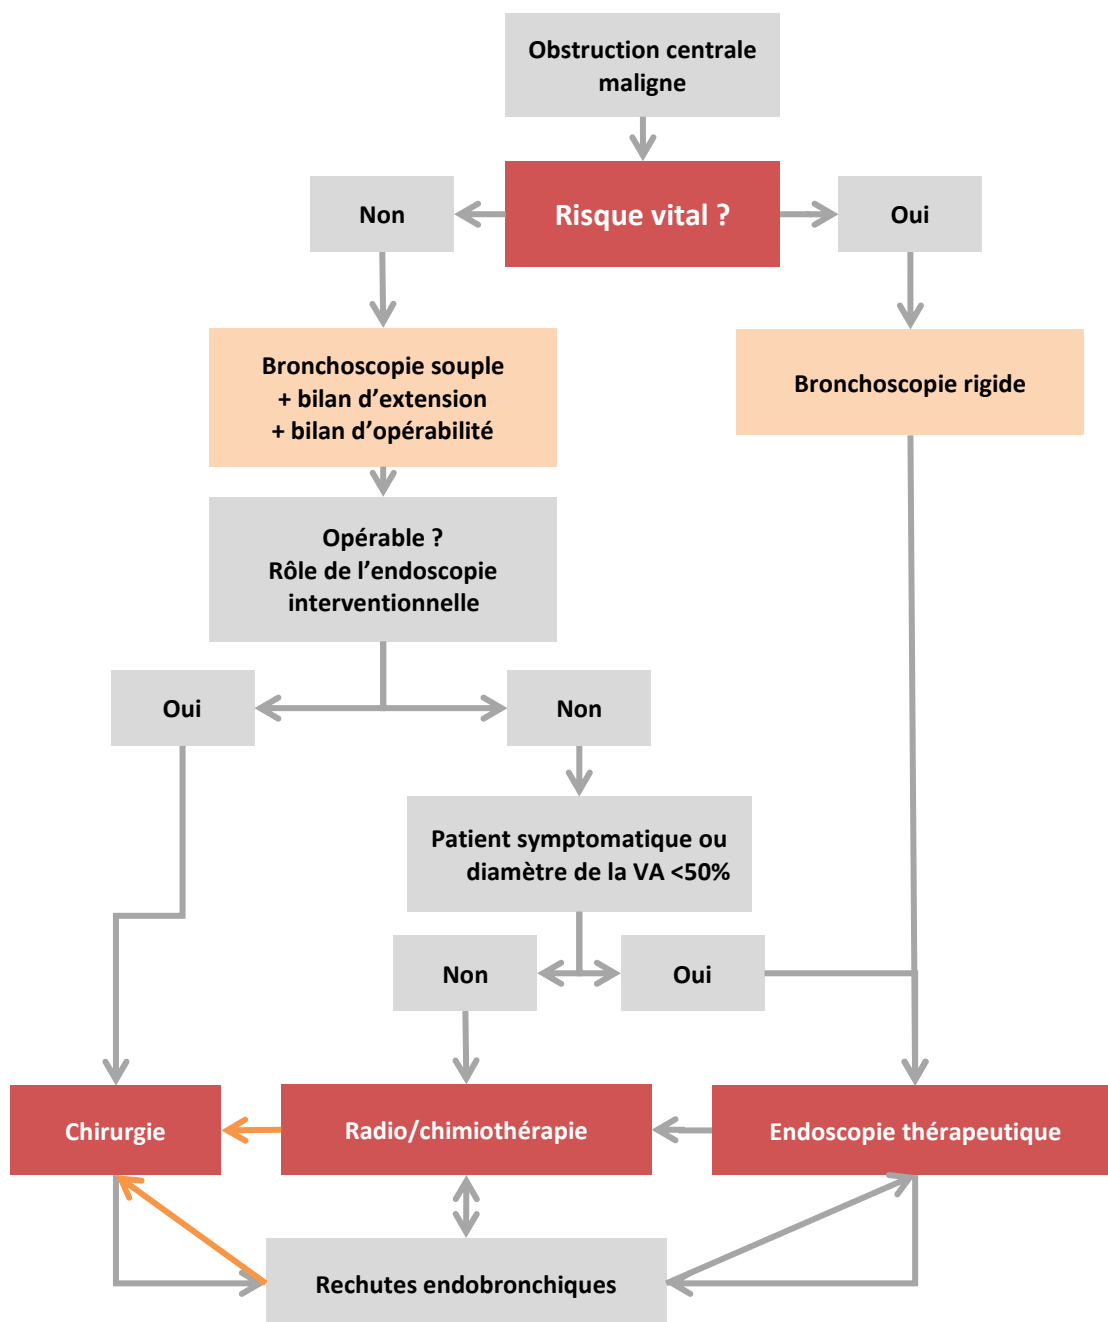 Obstruction centrale
maligne
Non
Risque vital ?
Oui
Bronchoscopie souple
+ bilan d’extension
+ bilan d’opérabilité
Bronchoscopie rigide
Opérable ?
Rôle de l’endoscopie
interventionnelle
Oui
Non
Patient symptomatique ou
diamètre de la VA <50%
Non
Oui
Chirurgie
Radio/chimiothérapie
Endoscopie thérapeutique
Rechutes endobronchiques